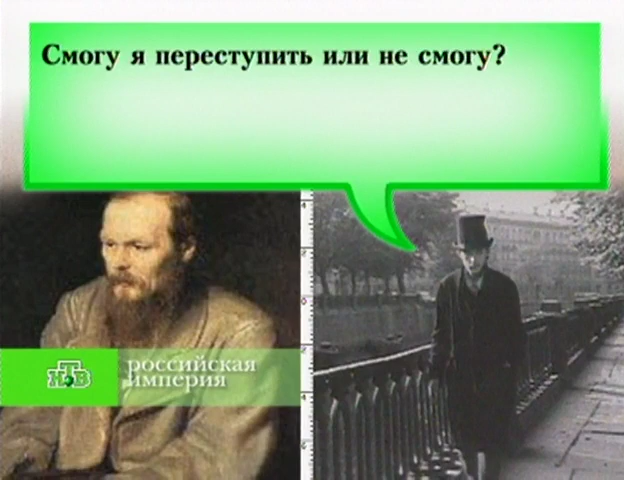 Смогу я переступить или не смогу?
НТВ
российская
империя